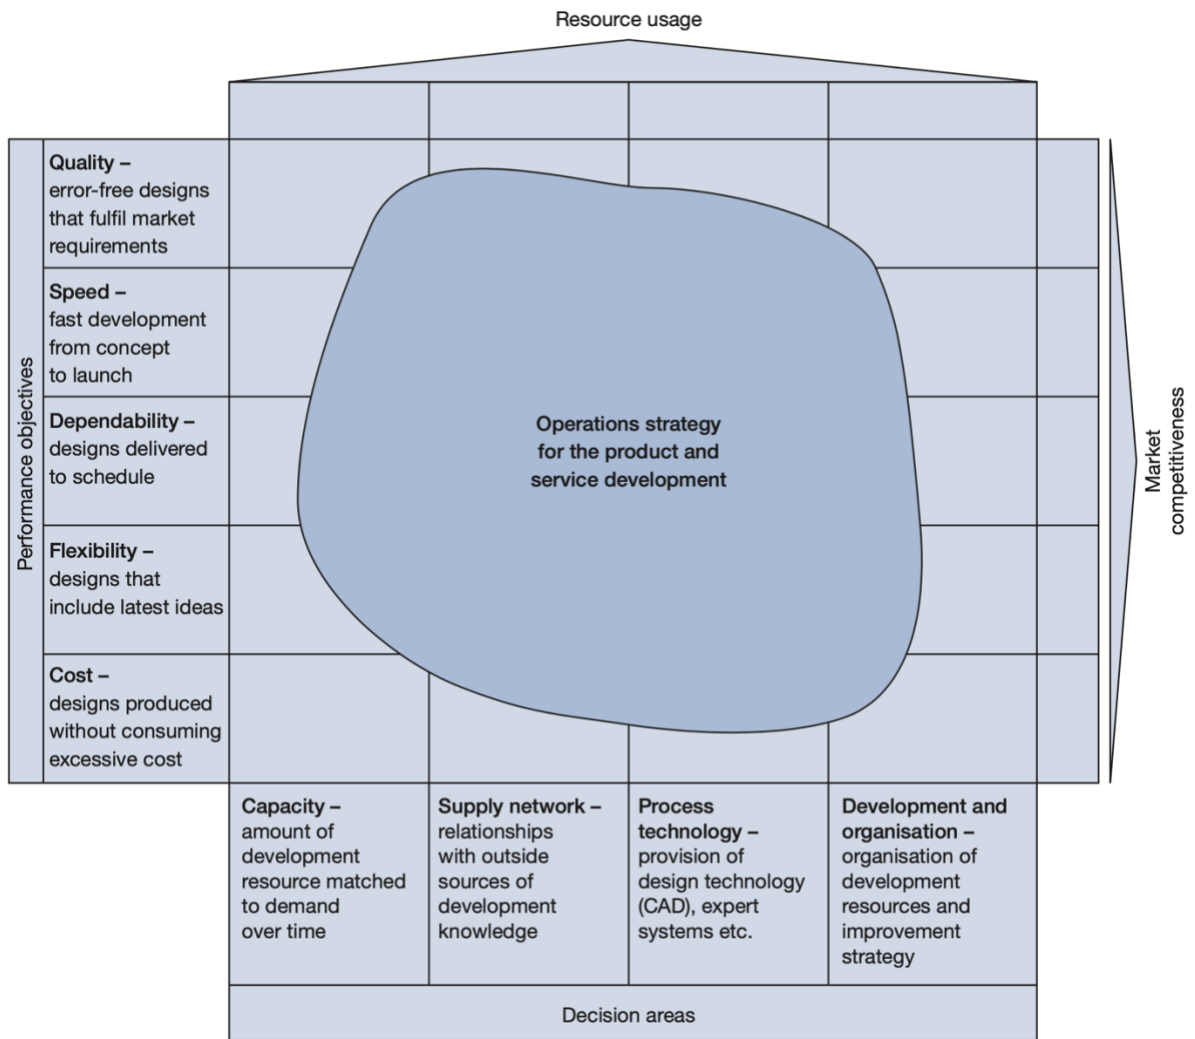 Resource usage
Quality –
error-free designs
that fulfil market
requirements
Speed –
fast development
from concept
to launch
Dependability –
designs delivered
to schedule
Flexibility –
designs that
include latest ideas
Cost –
designs produced
without consuming
excessive cost
Performance objectives
Operations strategy
for the product and
service development
Market
competitiveness
Capacity –
amount of
development
resource matched
to demand
over time
Supply network –
relationships
with outside
sources of
development
knowledge
Process
technology –
provision of
design technology
(CAD), expert
systems etc.
Development and
organisation –
organisation of
development
resources and
improvement
strategy
Decision areas